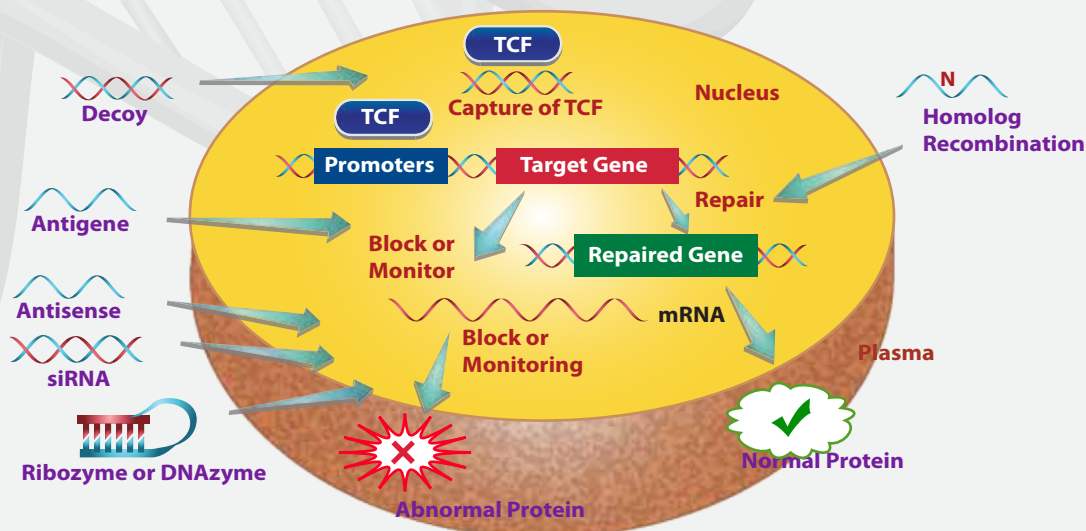 TCF
Capture of TCF
Nucleus
Decoy
TCF
N
Homolog
Recombination
Promoters
Target Gene
Repair
Antigene
Block or
Monitor
Repaired Gene
Antisense
mRNA
Block or
Monitoring
Plasma
siRNA
Ribozyme or DNAzyme
Normal Protein
Abnormal Protein